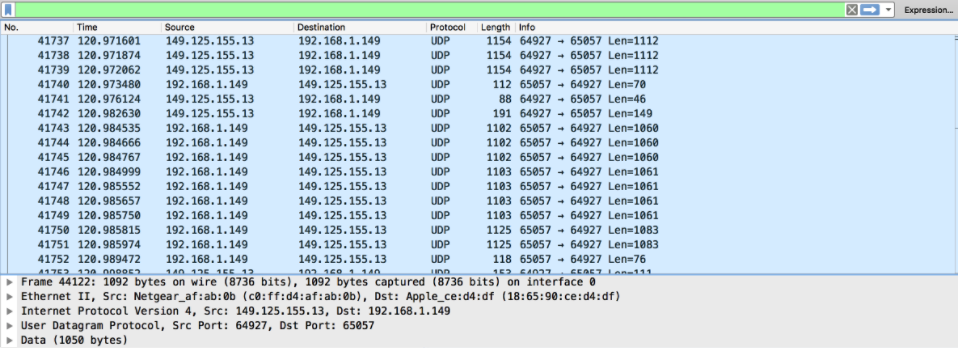 Expression...
No. Time Source Destination Protocol Length Info
41737 120.971601 149.125.155.13 192.168.1.149 UDP 1154 64927 → 65057 Len=1112
41738 120.971874 149.125.155.13 192.168.1.149 UDP 1154 64927 → 65057 Len=1112
41739 120.972062 149.125.155.13 192.168.1.149 UDP 1154 64927 → 65057 Len=1112
41740 120.973480 192.168.1.149 149.125.155.13 UDP 112 65057 → 64927 Len=70
41741 120.976124 149.125.155.13 192.168.1.149 UDP 88 64927 → 65057 Len=46
41742 120.982630 149.125.155.13 192.168.1.149 UDP 191 64927 → 65057 Len=149
41743 120.984535 192.168.1.149 149.125.155.13 UDP 1102 65057 → 64927 Len=1060
41744 120.984666 192.168.1.149 149.125.155.13 UDP 1102 65057 → 64927 Len=1060
41745 120.984767 192.168.1.149 149.125.155.13 UDP 1102 65057 → 64927 Len=1060
41746 120.984999 192.168.1.149 149.125.155.13 UDP 1103 65057 → 64927 Len=1061
41747 120.985552 192.168.1.149 149.125.155.13 UDP 1103 65057 → 64927 Len=1061
41748 120.985657 192.168.1.149 149.125.155.13 UDP 1103 65057 → 64927 Len=1061
41749 120.985750 192.168.1.149 149.125.155.13 UDP 1103 65057 → 64927 Len=1061
41750 120.985815 192.168.1.149 149.125.155.13 UDP 1125 65057 → 64927 Len=1083
41751 120.985974 192.168.1.149 149.125.155.13 UDP 1125 65057 → 64927 Len=1083
41752 120.989472 192.168.1.149 149.125.155.13 UDP 118 65057 → 64927 Len=76
41753 120.998852 149.125.155.13 192.168.1.149 UDP 153 64927 → 65057 Len=111
Frame 44122: 1092 bytes on wire (8736 bits), 1092 bytes captured (8736 bits) on interface 0
Ethernet II, Src: Netgear_af:ab:0b (c0:ff:d4:af:ab:0b), Dst: Apple_ce:d4:df (18:65:90:ce:d4:df)
Internet Protocol Version 4, Src: 149.125.155.13, Dst: 192.168.1.149
User Datagram Protocol, Src Port: 64927, Dst Port: 65057
Data (1050 bytes)